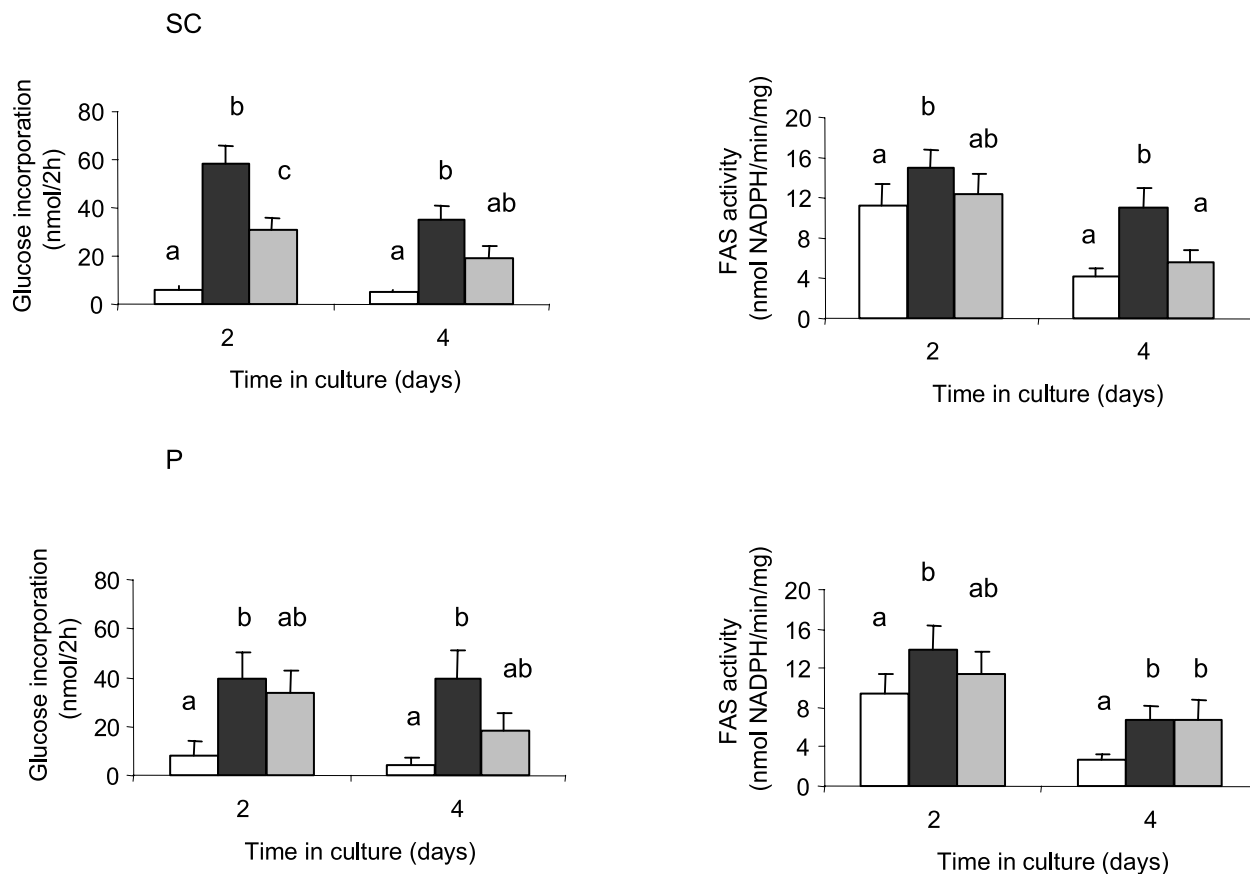 SC
Glucose incorporation
(nmol/2h)
80
60
40
20
0
a
b
c
a
b
ab
2
4
Time in culture (days)
FAS activity
(nmol NADPH/min/mg)
20
16
12
8
4
0
a
b
ab
a
b
a
2
4
Time in culture (days)
P
Glucose incorporation
(nmol/2h)
80
60
40
20
0
a
b
ab
a
b
ab
2
4
Time in culture (days)
FAS activity
(nmol NADPH/min/mg)
20
16
12
8
4
0
a
b
ab
a
b
b
2
4
Time in culture (days)